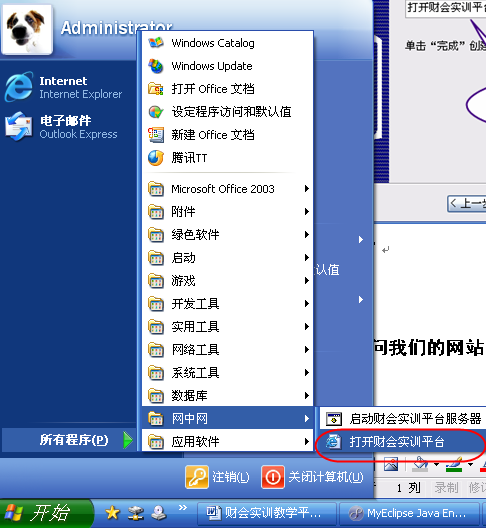 Administrator
Internet
Internet Explorer
电子邮件
Outlook Express
所有程序(P)
Windows Catalog
Windows Update
打开 Office 文档
设定程序访问和默认值
新建 Office 文档
腾讯TT
Microsoft Office 2003
附件
绿色软件
启动
游戏
开发工具
实用工具
网络工具
系统工具
数据库
网中网
应用软件
启动财会实训平台服务器
打开财会实训平台
认值
注销(L)
关闭计算机(U)
打开财会实训平台
单击“完成”创
<上一
问我们的网站
1 列
录制
修订
开始
财会实训教学平...
MyEclipse Java En...